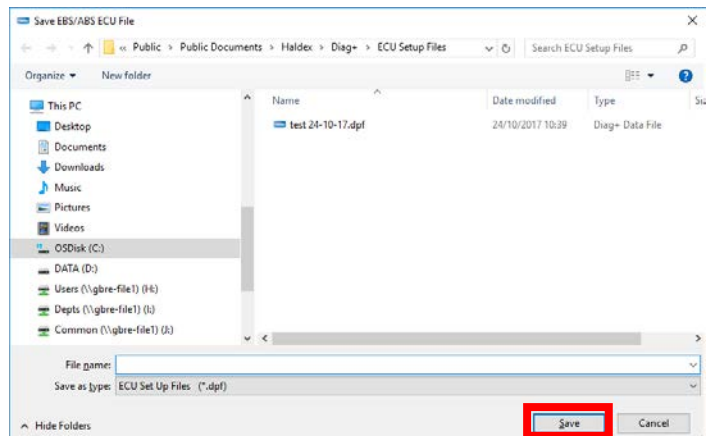 Save EBS/ABS ECU File
« Public > Public Documents > Haldex > Diag+ > ECU Setup Files
Search ECU Setup Files
Organize
New folder
This PC
Desktop
Documents
Downloads
Music
Pictures
Videos
OSDisk (C:)
DATA (D:)
Users (\\gbre-file1) (H:)
Depts (\\gbre-file1) (I:)
Common (\\gbre-file1) (J:)
Name Date modified Type
test 24-10-17.dpf 24/10/2017 10:39 Diag+ Data File
File name:
Save as type: ECU Set Up Files (*.dpf)
Hide Folders
Save Cancel